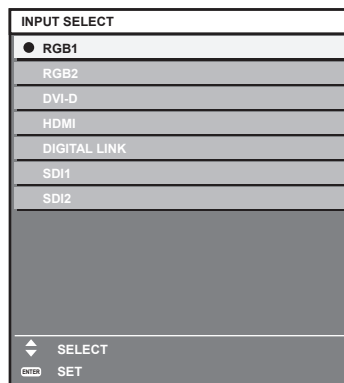 INPUT SELECT
RGB1
RGB2
DVI-D
HDMI
DIGITAL LINK
SDI1
SDI2
SELECT
ENTER SET